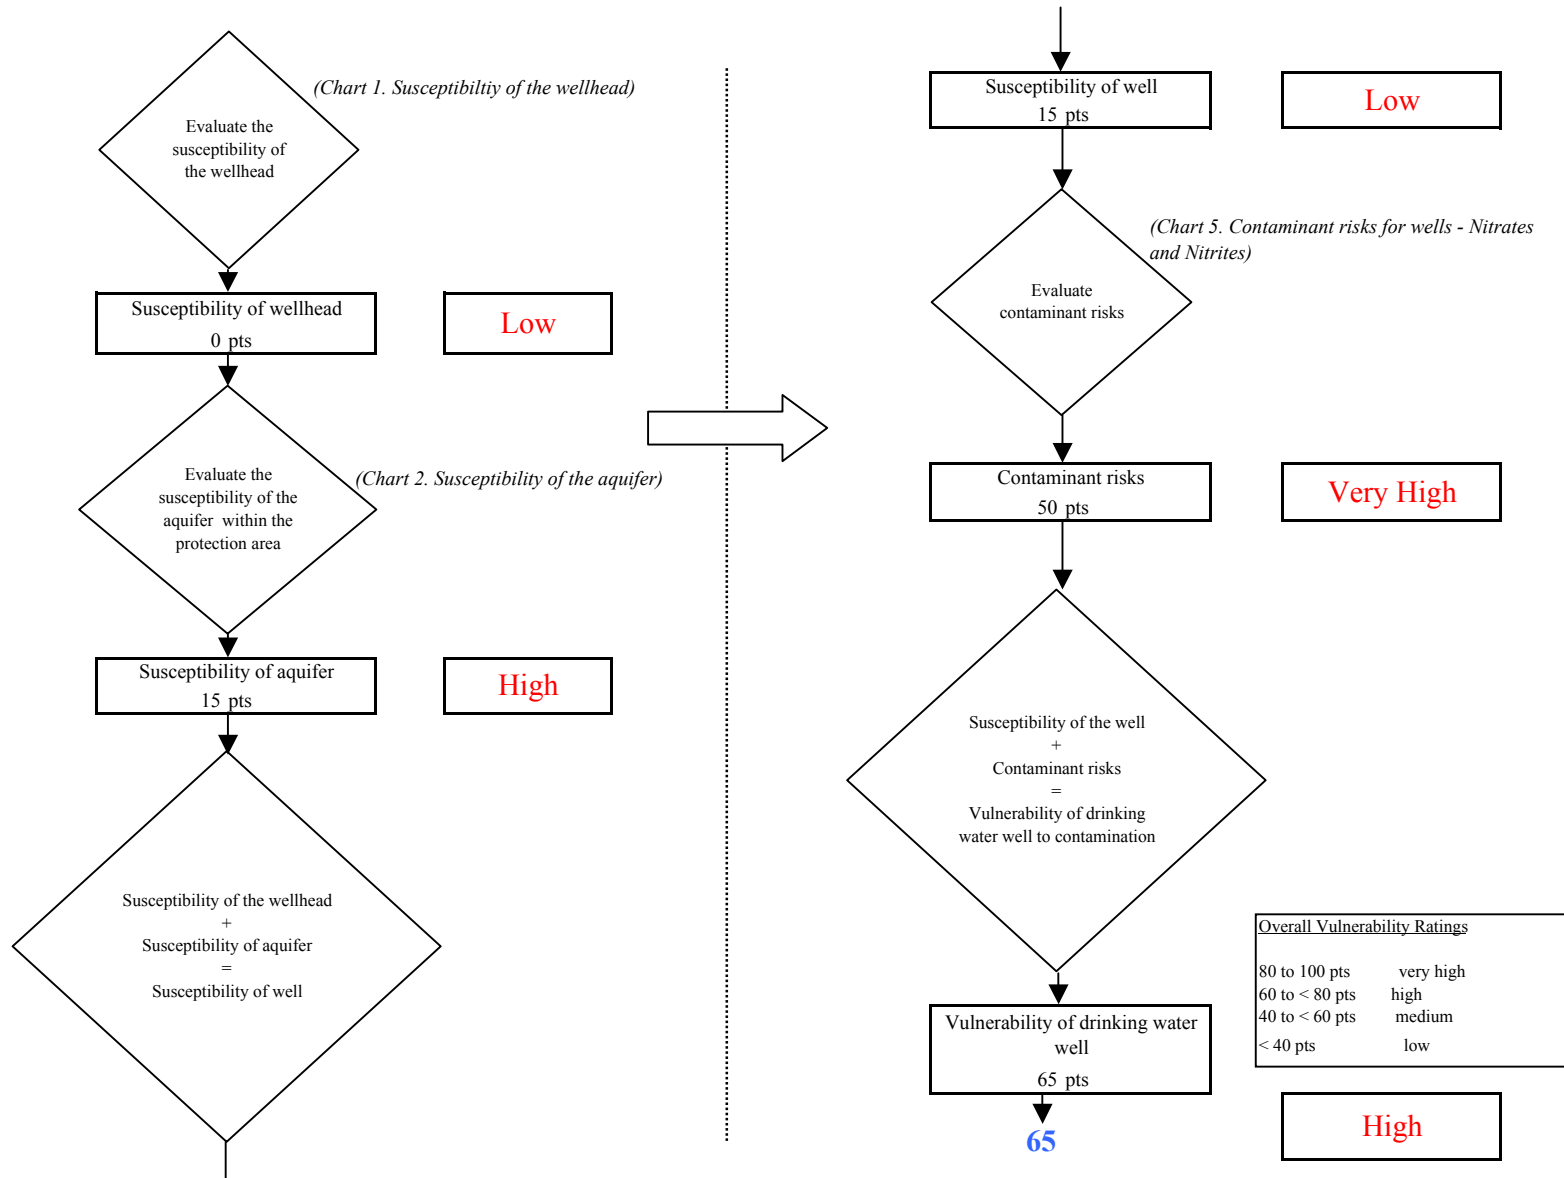 (Chart 1. Susceptibiltiy of the wellhead)
Evaluate the
susceptibility of
the wellhead
Susceptibility of wellhead
0 pts
Low
(Chart 2. Susceptibility of the aquifer)
Evaluate the
susceptibility of the
aquifer within the
protection area
Susceptibility of aquifer
15 pts
High
Susceptibility of the wellhead
+
Susceptibility of aquifer
=
Susceptibility of well
Susceptibility of well
15 pts
Low
(Chart 5. Contaminant risks for wells - Nitrates
and Nitrites)
Evaluate
contaminant risks
Contaminant risks
50 pts
Very High
Susceptibility of the well
+
Contaminant risks
=
Vulnerability of drinking
water well to contamination
Overall Vulnerability Ratings
80 to 100 pts very high
60 to < 80 pts high
40 to < 60 pts medium
< 40 pts low
Vulnerability of drinking water
well
65 pts
High
65